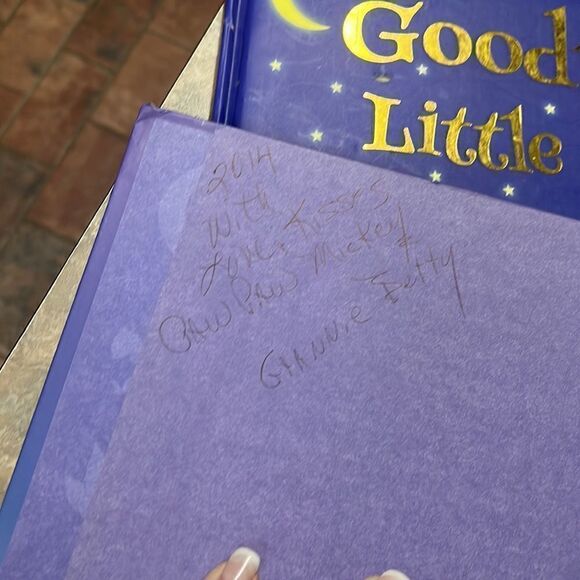 Good
Little
2014
With
Love & Kisses
Paw Paw Mickey
Grannie Betty